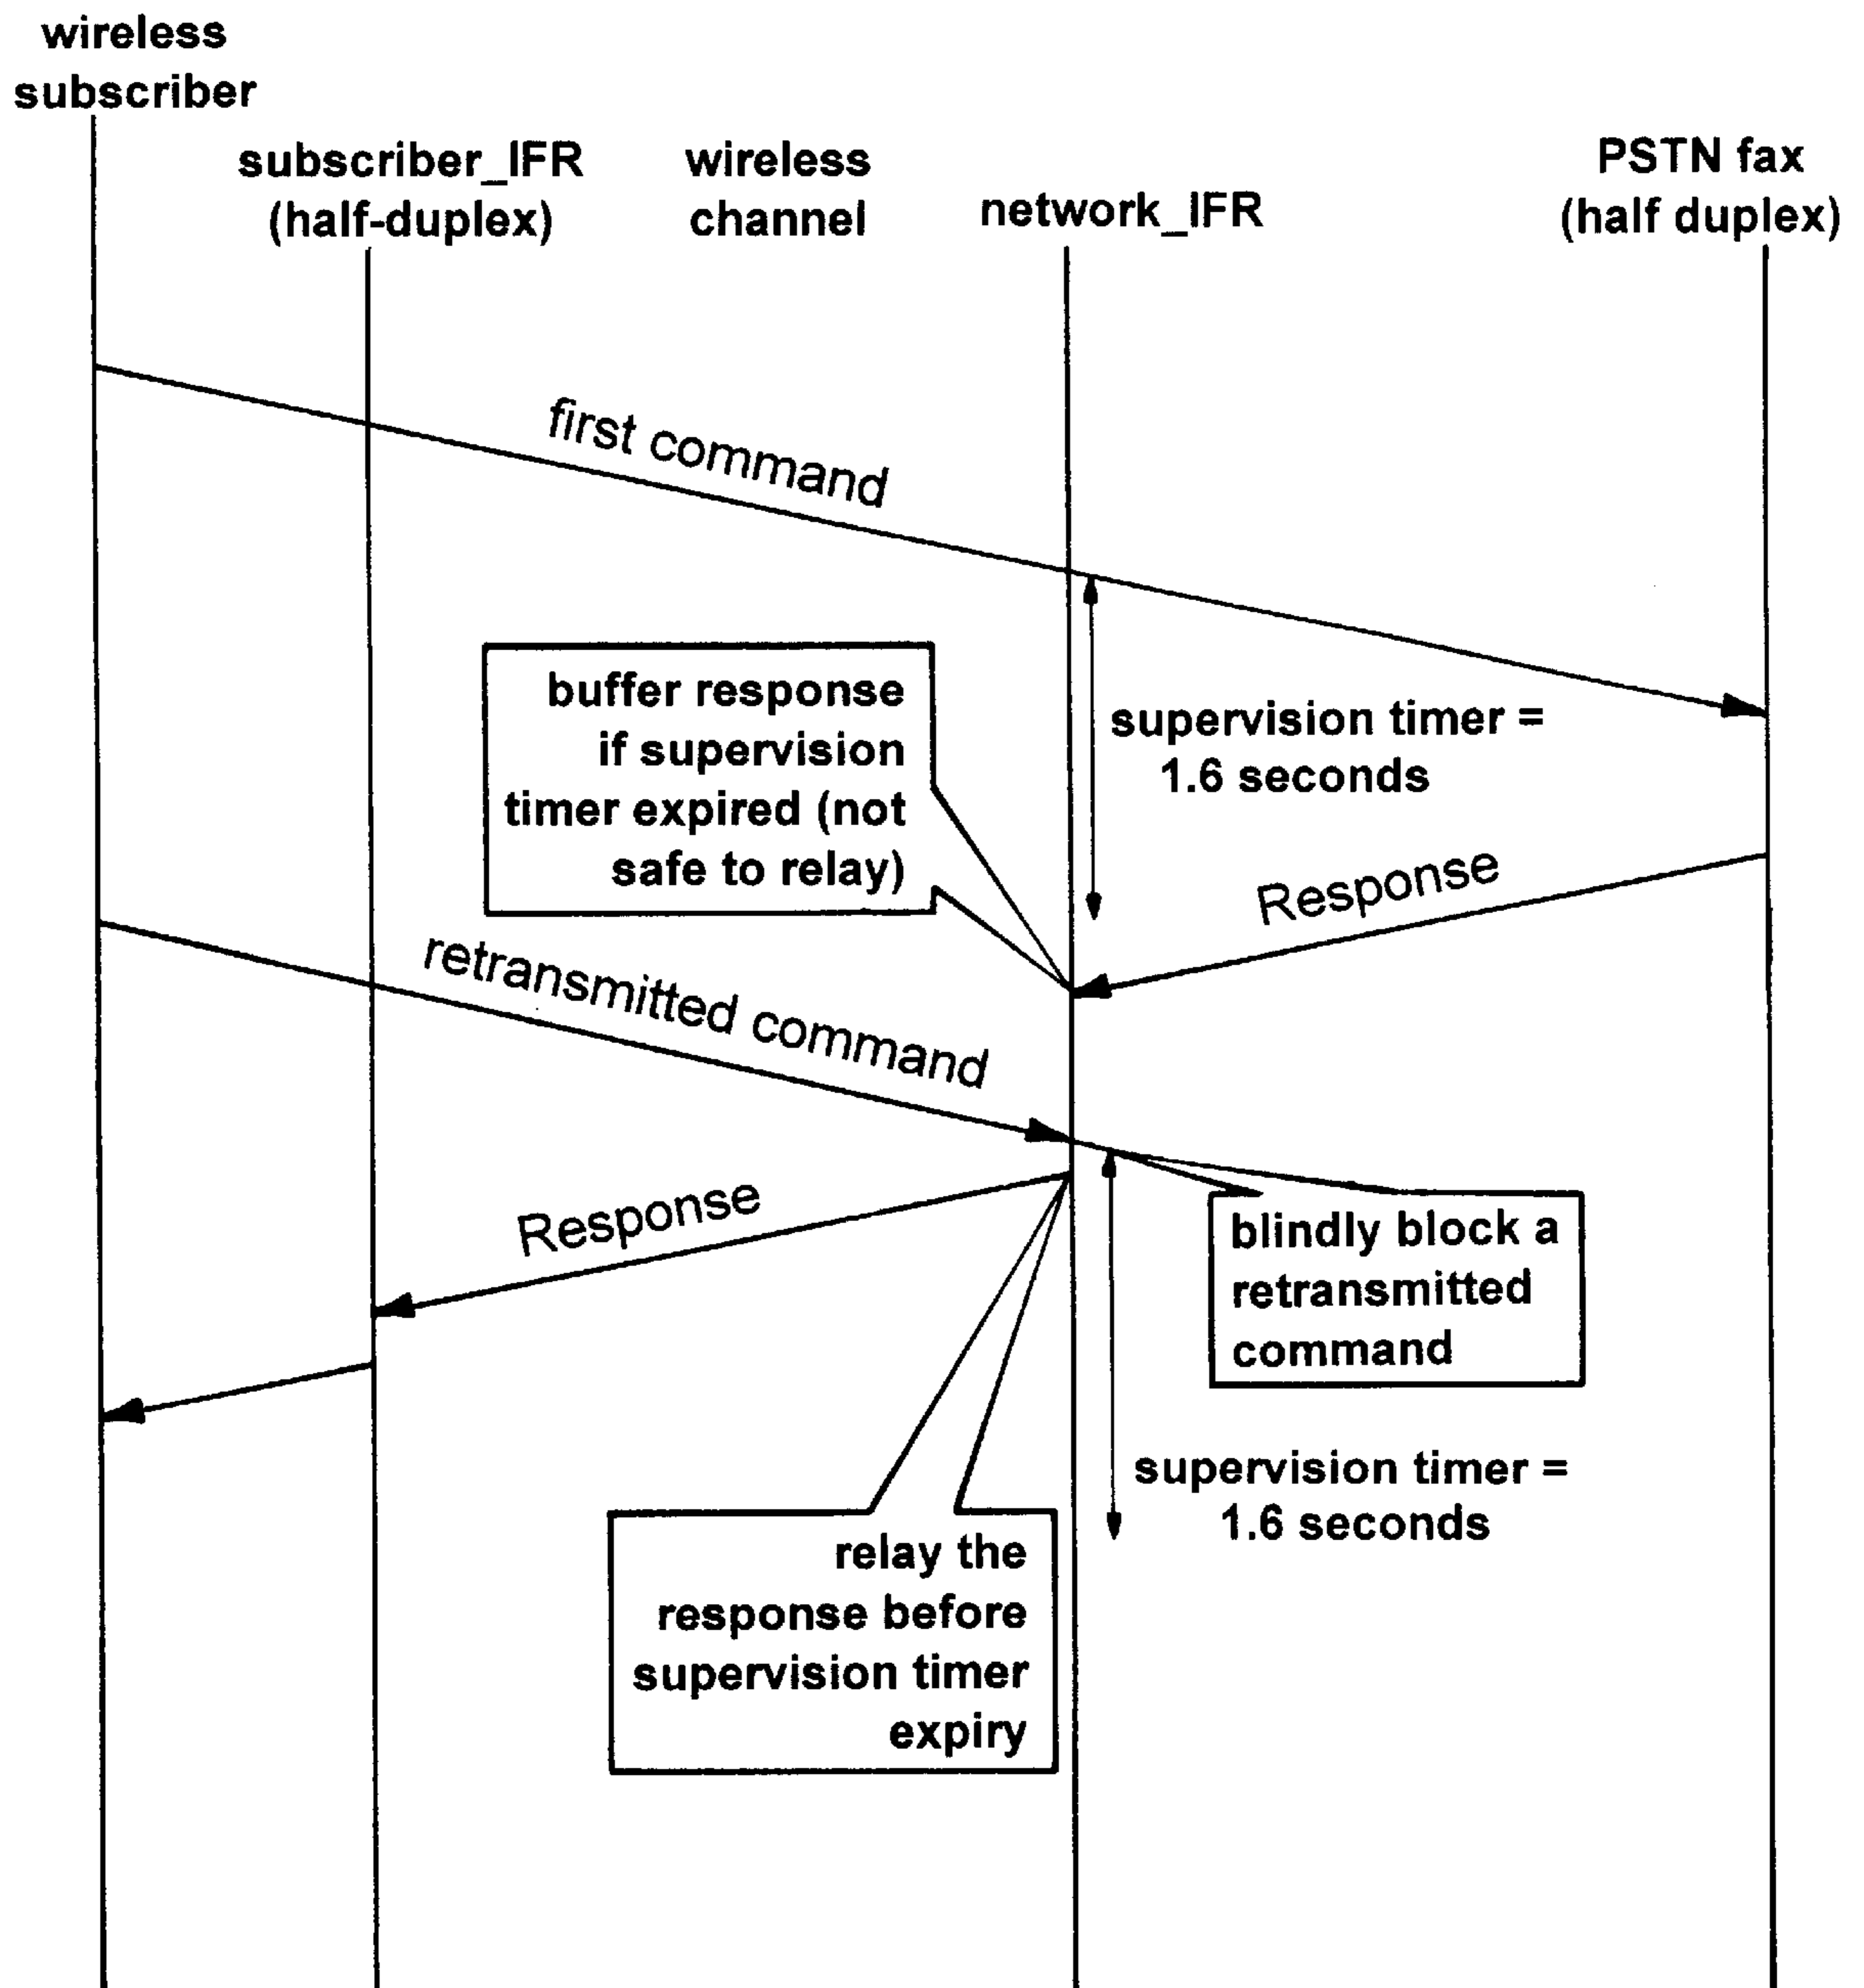 wireless
subscriber
subscriber_IFR
(half-duplex)
wireless
channel
network_IFR
PSTN fax
(half duplex)
first command
buffer response
if supervision
timer expired (not
safe to relay)
supervision timer =
1.6 seconds
Response
retransmitted command
Response
blindly block a
retransmitted
command
supervision timer =
1.6 seconds
relay the
response before
supervision timer
expiry